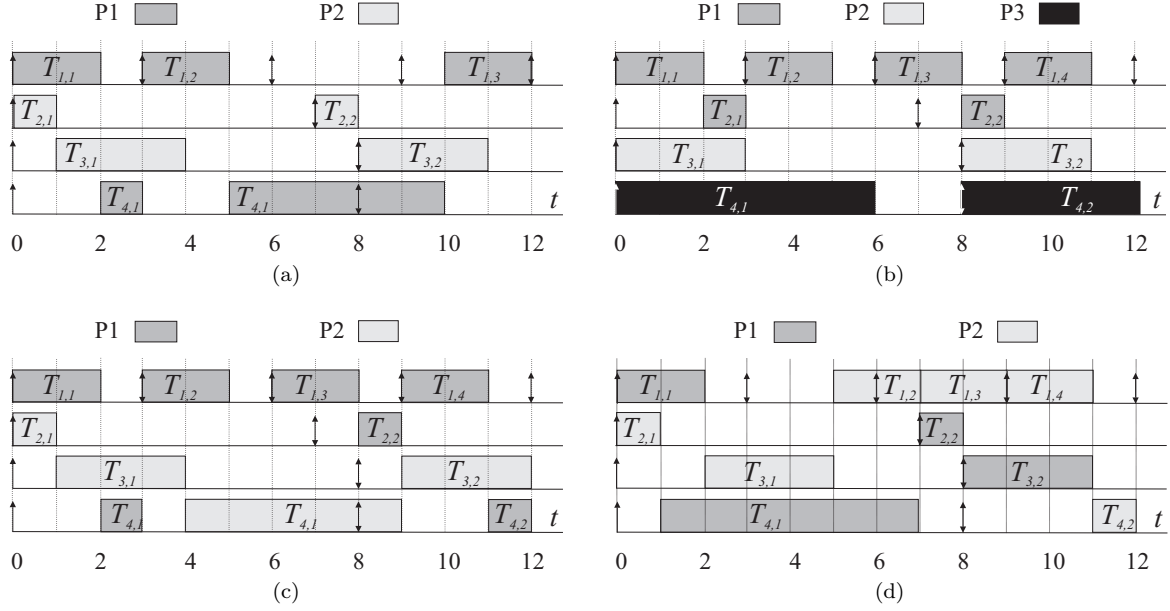 P1 P2
T1,1 T1,2 T1,3
T2,1 T2,2
T3,1 T3,2
T4,1 T4,1 t
0 2 4 6 8 10 12
(a)
P1 P2 P3
T1,1 T1,2 T1,3 T1,4
T2,1 T2,2
T3,1 T3,2
T4,1 T4,2 t
0 2 4 6 8 10 12
(b)
P1 P2
T1,1 T1,2 T1,3 T1,4
T2,1 T2,2
T3,1 T3,2
T4,1 T4,1 T4,2 t
0 2 4 6 8 10 12
(c)
P1 P2
T1,1 T1,2 T1,3 T1,4
T2,1 T2,2
T3,1 T3,2
T4,1 T4,2 t
0 2 4 6 8 10 12
(d)